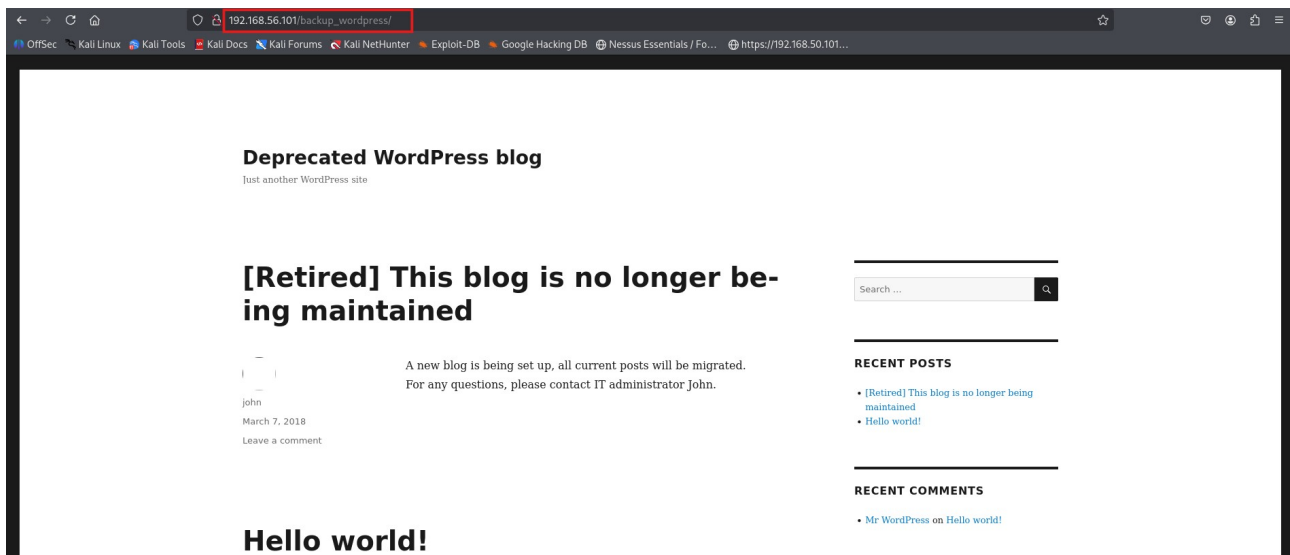 192.168.56.101/backup_wordpress/
OffSec Kali Linux Kali Tools Kali Docs Kali Forums Kali NetHunter Exploit-DB Google Hacking DB Nessus Essentials / Fo... https://192.168.50.101...
Deprecated WordPress blog
Just another WordPress site
[Retired] This blog is no longer be-
ing maintained
john
March 7, 2018
Leave a comment
A new blog is being set up, all current posts will be migrated.
For any questions, please contact IT administrator John.
Hello world!
Search ...
RECENT POSTS
• [Retired] This blog is no longer being
maintained
• Hello world!
RECENT COMMENTS
• Mr WordPress on Hello world!